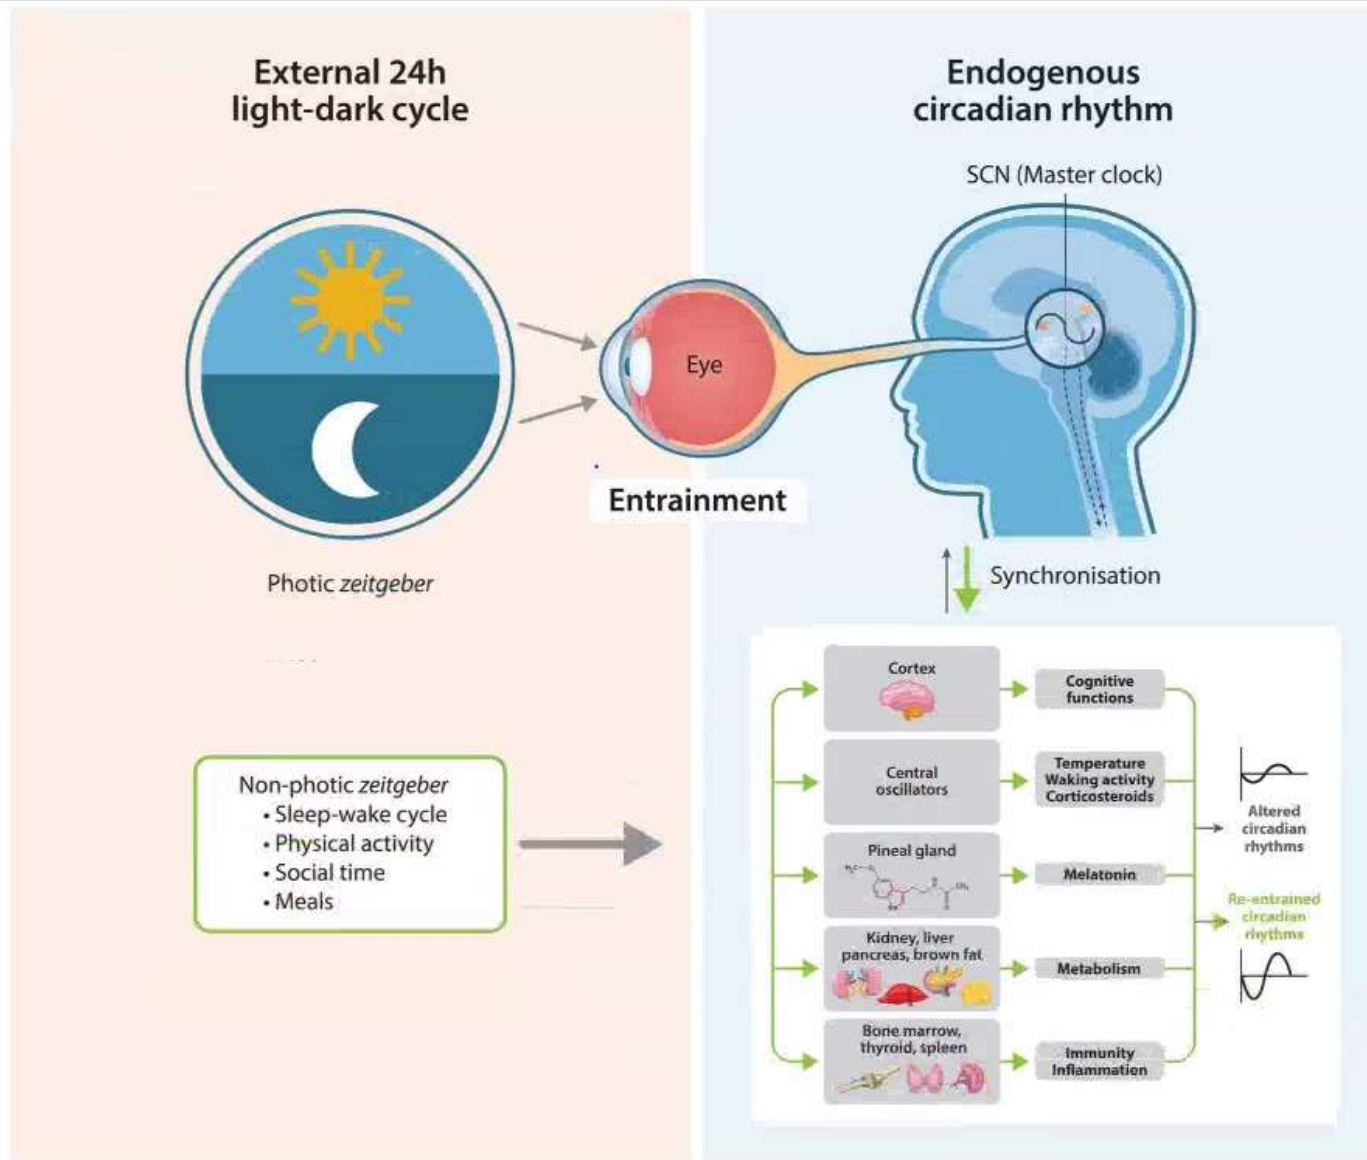 External 24h
light-dark cycle
Endogenous
circadian rhythm
SCN (Master clock)
Eye
Entrainment
Photic zeitgeber
Synchronisation
Non-photic zeitgeber
• Sleep-wake cycle
• Physical activity
• Social time
• Meals
Cortex
Cognitive
functions
Central
oscillators
Temperature
Waking activity
Corticosteroids
Pineal gland
Melatonin
Kidney, liver
pancreas, brown fat
Metabolism
Bone marrow,
thyroid, spleen
Immunity
Inflammation
Altered
circadian
rhythms
Re-entrained
circadian
rhythms